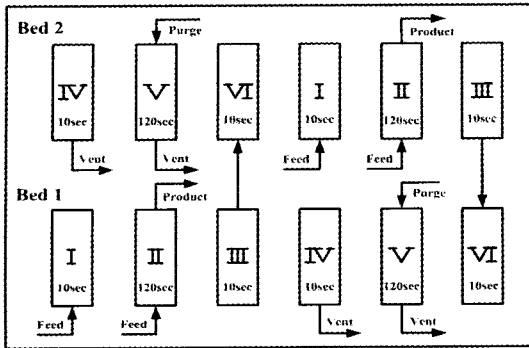 Bed 2
Purge
Product
IV V VI I II III
10sec 120sec 10sec 10sec 120sec 10sec
Vent Vent Feed Feed
Bed 1
Product
Purge
I II III IV V VI
10sec 120sec 10sec 10sec 120sec 10sec
Feed Feed Vent Vent